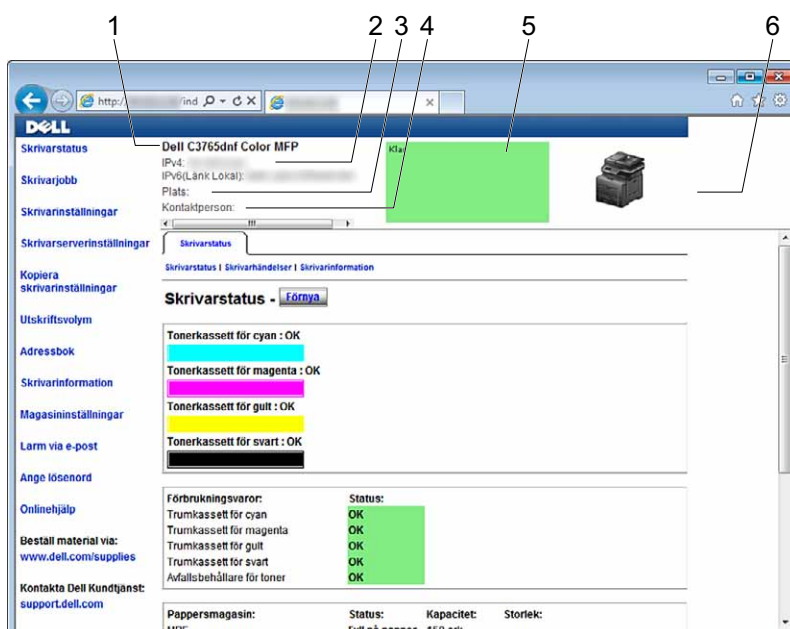 1 2 3 4 5 6
http:/ /ind
DELL
Skrivarstatus
Skrivarjobb
Skrivarinställningar
Skrivarserverinställningar
Kopiera
skrivarinställningar
Utskriftsvolym
Adressbok
Skrivarinformation
Magasininställningar
Larm via e-post
Ange lösenord
Onlinehjälp
Beställ material via:
www.dell.com/supplies
Kontakta Dell Kundtjänst:
support.dell.com
Dell C3765dnf Color MFP
IPv4:
IPv6(Länk Lokal):
Plats:
Kontaktperson:
Skrivarstatus
Skrivarstatus | Skrivarhändelser | Skrivarinformation
Skrivarstatus - Förnya
Tonerkassett för cyan : OK
Tonerkassett för magenta : OK
Tonerkassett för gult : OK
Tonerkassett för svart : OK
Förbrukningsvaror: Status:
Trumkassett för cyan OK
Trumkassett för magenta OK
Trumkassett för gult OK
Trumkassett för svart OK
Avfallsbehållare för toner OK
Pappersmagasin: Status: Kapacitet: Storlek: